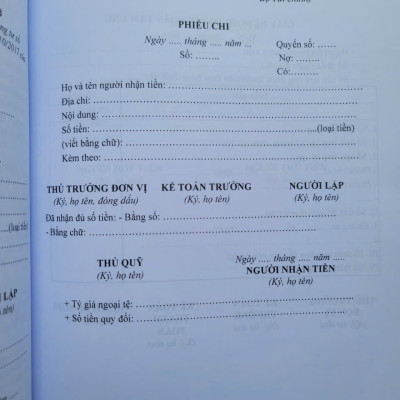 PHIẾU CHI
Ngày ..... tháng ..... năm ... Quyển số: ......
Số: ....... Nợ: ........
Có:.........
Họ và tên người nhận tiền: ..............................
Địa chỉ: ..............................
Nội dung: ..............................
Số tiền: ..............................(loại tiền)
(viết bằng chữ): ..............................
Kèm theo: ..............................
THỦ TRƯỞNG ĐƠN VỊ KẾ TOÁN TRƯỞNG NGƯỜI LẬP
(Ký, họ tên, đóng dấu) (Ký, họ tên) (Ký, họ tên)
Đã nhận đủ số tiền: - Bằng số: ..............................
- Bằng chữ: ..............................
THỦ QUỸ Ngày ..... tháng ..... năm .....
(Ký, họ tên) NGƯỜI NHẬN TIỀN
(Ký, họ tên)
+ Tỷ giá ngoại tệ: ..............................
+ Số tiền quy đổi: ..............................